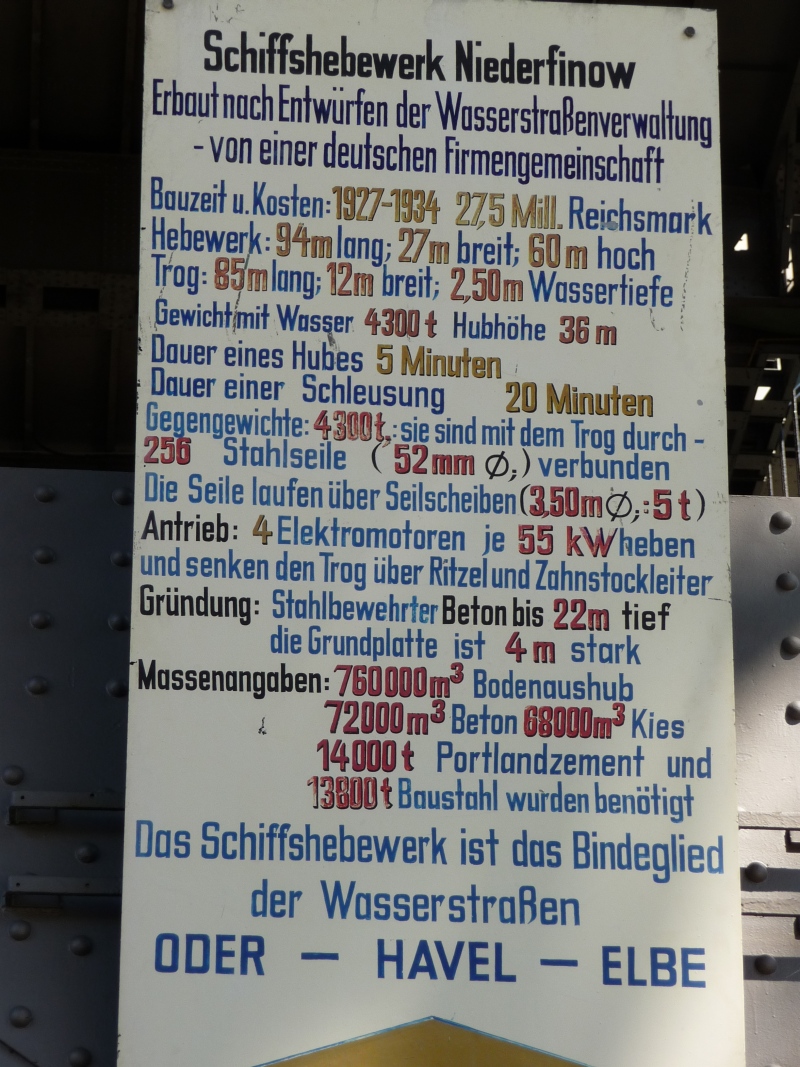 Schiffshebewerk Niederfinow
Erbaut nach Entwürfen der Wasserstraßenverwaltung
- von einer deutschen Firmengemeinschaft
Bauzeit u. Kosten: 1927-1934 27,5 Mill. Reichsmark
Hebewerk: 94m lang; 27m breit; 60m hoch
Trog: 85m lang; 12m breit; 2,50m Wassertiefe
Gewicht mit Wasser 4300t Hubhöhe 36m
Dauer eines Hubes 5 Minuten
Dauer einer Schleusung 20 Minuten
Gegengewichte: 4300t,: sie sind mit dem Trog durch -
256 Stahlseile ( 52mm Ø,;) verbunden
Die Seile laufen über Seilscheiben (3,50m Ø,;:5t)
Antrieb: 4 Elektromotoren je 55 kW heben
und senken den Trog über Ritzel und Zahnstockleiter
Gründung: Stahlbewehrter Beton bis 22m tief
die Grundplatte ist 4m stark
Massenangaben: 760000m³ Bodenaushub
72000m³ Beton 68000m³ Kies
14000t Portlandzement und
13800t Baustahl wurden benötigt
Das Schiffshebewerk ist das Bindeglied
der Wasserstraßen
ODER — HAVEL — ELBE